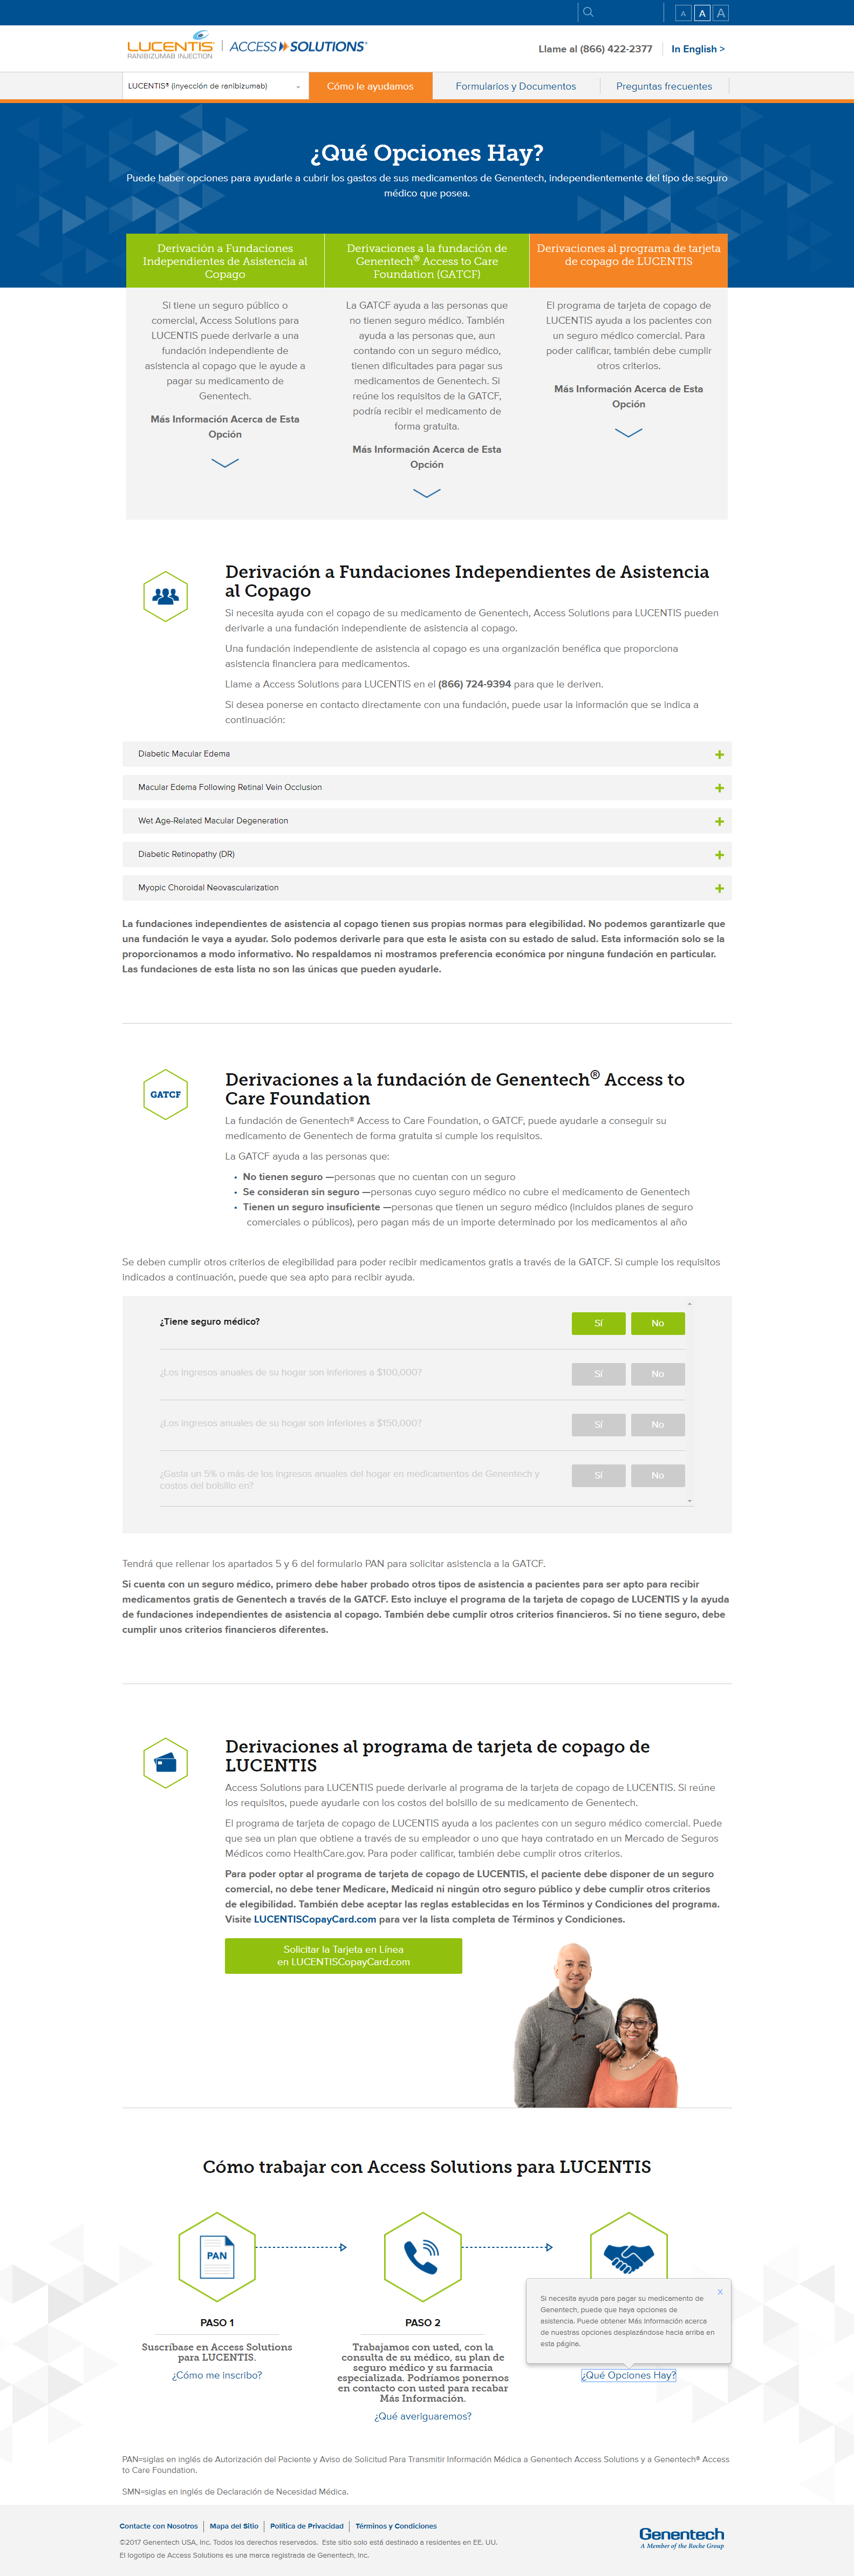 A A A
LUCENTIS®
RANIBIZUMAB INJECTION
ACCESS SOLUTIONS®
Llame al (866) 422-2377
In English >
LUCENTIS® (inyección de ranibizumab)
Cómo le ayudamos
Formularios y Documentos
Preguntas frecuentes
¿Qué Opciones Hay?
Puede haber opciones para ayudarle a cubrir los gastos de sus medicamentos de Genentech, independientemente del tipo de seguro
médico que posea.
Derivación a Fundaciones
Independientes de Asistencia al
Copago
Si tiene un seguro público o
comercial, Access Solutions para
LUCENTIS puede derivarle a una
fundación independiente de
asistencia al copago que le ayude a
pagar su medicamento de
Genentech.
Más Información Acerca de Esta
Opción
Derivaciones a la fundación de
Genentech® Access to Care
Foundation (GATCF)
La GATCF ayuda a las personas que
no tienen seguro médico. También
ayuda a las personas que, aun
contando con un seguro médico,
tienen dificultades para pagar sus
medicamentos de Genentech. Si
reúne los requisitos de la GATCF,
podría recibir el medicamento de
forma gratuita.
Más Información Acerca de Esta
Opción
Derivaciones al programa de tarjeta
de copago de LUCENTIS
El programa de tarjeta de copago de
LUCENTIS ayuda a los pacientes con
un seguro médico comercial. Para
poder calificar, también debe cumplir
otros criterios.
Más Información Acerca de Esta
Opción
Derivación a Fundaciones Independientes de Asistencia
al Copago
Si necesita ayuda con el copago de su medicamento de Genentech, Access Solutions para LUCENTIS pueden
derivarle a una fundación independiente de asistencia al copago.
Una fundación independiente de asistencia al copago es una organización benéfica que proporciona
asistencia financiera para medicamentos.
Llame a Access Solutions para LUCENTIS en el (866) 724-9394 para que le deriven.
Si desea ponerse en contacto directamente con una fundación, puede usar la información que se indica a
continuación:
Diabetic Macular Edema
Macular Edema Following Retinal Vein Occlusion
Wet Age-Related Macular Degeneration
Diabetic Retinopathy (DR)
Myopic Choroidal Neovascularization
La fundaciones independientes de asistencia al copago tienen sus propias normas para elegibilidad. No podemos garantizarle que
una fundación le vaya a ayudar. Solo podemos derivarle para que esta le asista con su estado de salud. Esta información solo se la
proporcionamos a modo informativo. No respaldamos ni mostramos preferencia económica por ninguna fundación en particular.
Las fundaciones de esta lista no son las únicas que pueden ayudarle.
GATCF
Derivaciones a la fundación de Genentech® Access to
Care Foundation
La fundación de Genentech® Access to Care Foundation, o GATCF, puede ayudarle a conseguir su
medicamento de Genentech de forma gratuita si cumple los requisitos.
La GATCF ayuda a las personas que:
• No tienen seguro —personas que no cuentan con un seguro
• Se consideran sin seguro —personas cuyo seguro médico no cubre el medicamento de Genentech
• Tienen un seguro insuficiente —personas que tienen un seguro médico (incluidos planes de seguro
comerciales o públicos), pero pagan más de un importe determinado por los medicamentos al año
Se deben cumplir otros criterios de elegibilidad para poder recibir medicamentos gratis a través de la GATCF. Si cumple los requisitos
indicados a continuación, puede que sea apto para recibir ayuda.
¿Tiene seguro médico? Sí No
¿Los ingresos anuales de su hogar son inferiores a $100,000? Sí No
¿Los ingresos anuales de su hogar son inferiores a $150,000? Sí No
¿Gasta un 5% o más de los ingresos anuales del hogar en medicamentos de Genentech y Sí No
costos del bolsillo en?
Tendrá que rellenar los apartados 5 y 6 del formulario PAN para solicitar asistencia a la GATCF.
Si cuenta con un seguro médico, primero debe haber probado otros tipos de asistencia a pacientes para ser apto para recibir
medicamentos gratis de Genentech a través de la GATCF. Esto incluye el programa de la tarjeta de copago de LUCENTIS y la ayuda
de fundaciones independientes de asistencia al copago. También debe cumplir otros criterios financieros. Si no tiene seguro, debe
cumplir unos criterios financieros diferentes.
Derivaciones al programa de tarjeta de copago de
LUCENTIS
Access Solutions para LUCENTIS puede derivarle al programa de la tarjeta de copago de LUCENTIS. Si reúne
los requisitos, puede ayudarle con los costos del bolsillo de su medicamento de Genentech.
El programa de tarjeta de copago de LUCENTIS ayuda a los pacientes con un seguro médico comercial. Puede
que sea un plan que obtiene a través de su empleador o uno que haya contratado en un Mercado de Seguros
Médicos como HealthCare.gov. Para poder calificar, también debe cumplir otros criterios.
Para poder optar al programa de tarjeta de copago de LUCENTIS, el paciente debe disponer de un seguro
comercial, no debe tener Medicare, Medicaid ni ningún otro seguro público y debe cumplir otros criterios
de elegibilidad. También debe aceptar las reglas establecidas en los Términos y Condiciones del programa.
Visite LUCENTISCopayCard.com para ver la lista completa de Términos y Condiciones.
Solicitar la Tarjeta en Línea
en LUCENTISCopayCard.com
Cómo trabajar con Access Solutions para LUCENTIS
PAN
PASO 1
Suscríbase en Access Solutions
para LUCENTIS.
¿Cómo me inscribo?
PASO 2
Trabajamos con usted, con la
consulta de su médico, su plan de
seguro médico y su farmacia
especializada. Podríamos ponernos
en contacto con usted para recabar
Más Información.
¿Qué averiguaremos?
X
Si necesita ayuda para pagar su medicamento de
Genentech, puede que haya opciones de
asistencia. Puede obtener Más Información acerca
de nuestras opciones desplazándose hacia arriba en
esta página.
¿Qué Opciones Hay?
PAN=siglas en inglés de Autorización del Paciente y Aviso de Solicitud Para Transmitir Información Médica a Genentech Access Solutions y a Genentech® Access
to Care Foundation.
SMN=siglas en inglés de Declaración de Necesidad Médica.
Contacte con Nosotros | Mapa del Sitio | Política de Privacidad | Términos y Condiciones
©2017 Genentech USA, Inc. Todos los derechos reservados. Este sitio solo está destinado a residentes en EE. UU.
El logotipo de Access Solutions es una marca registrada de Genentech, Inc.
Genentech
A Member of the Roche Group